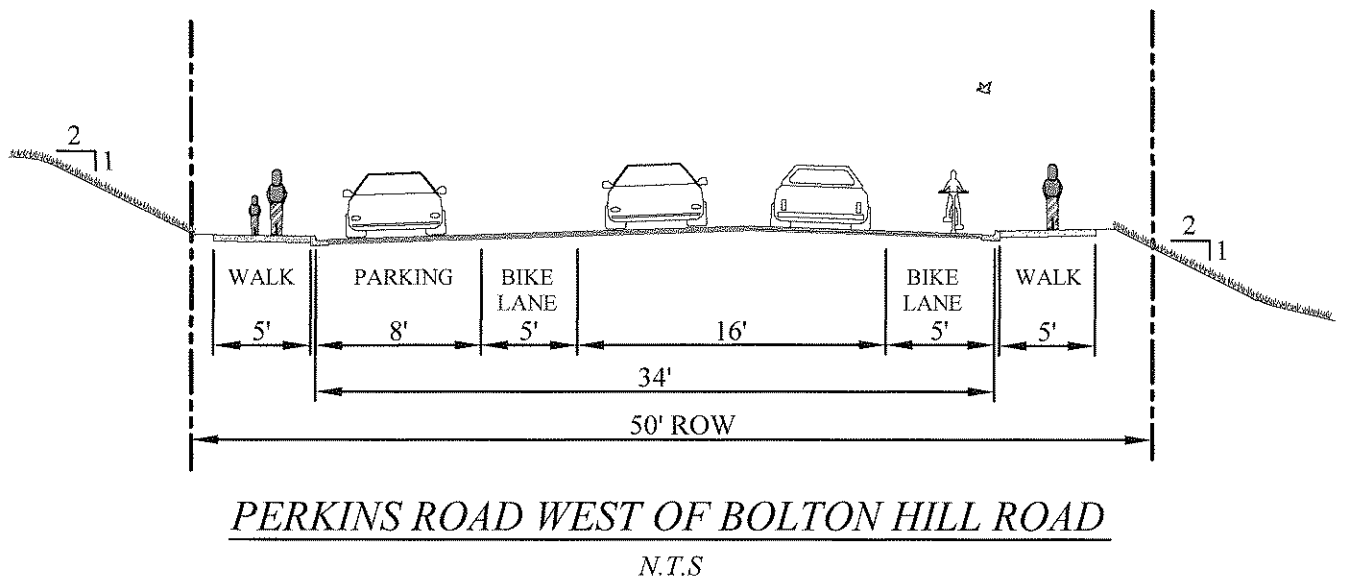 2
1
2
1
WALK
PARKING
BIKE
LANE
BIKE
LANE
WALK
5'
8'
5'
16'
5'
5'
34'
50' ROW
PERKINS ROAD WEST OF BOLTON HILL ROAD
N.T.S